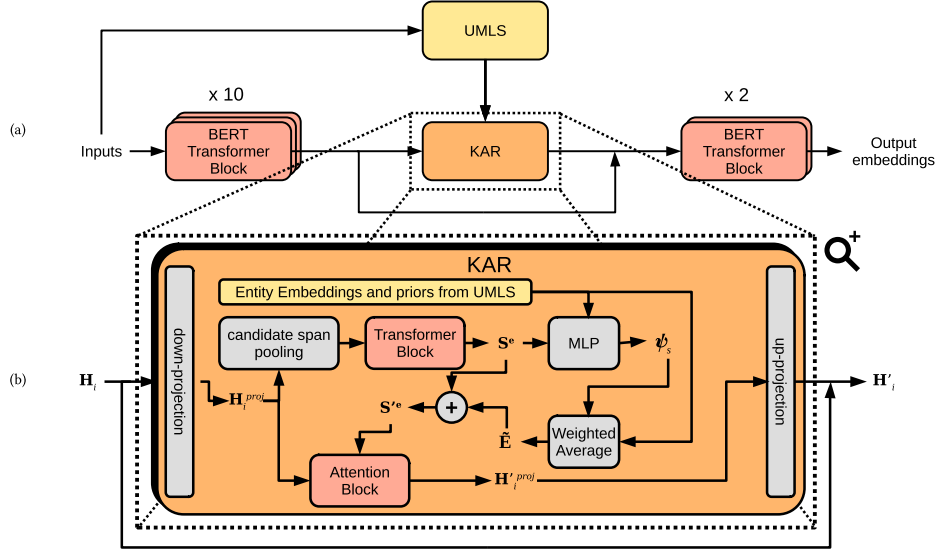 UMLS
x 10
x 2
(a)
Inputs
BERT
Transformer
Block
KAR
BERT
Transformer
Block
Output
embeddings
KAR
Entity Embeddings and priors from UMLS
down-projection
candidate span
pooling
Transformer
Block
Sᵉ
MLP
ψₛ
up-projection
(b)
Hᵢ
Hᵢᵖʳᵒʲ
S'ᵉ
+
Ẽ
Weighted
Average
H'ᵢ
Attention
Block
H'ᵢᵖʳᵒʲ